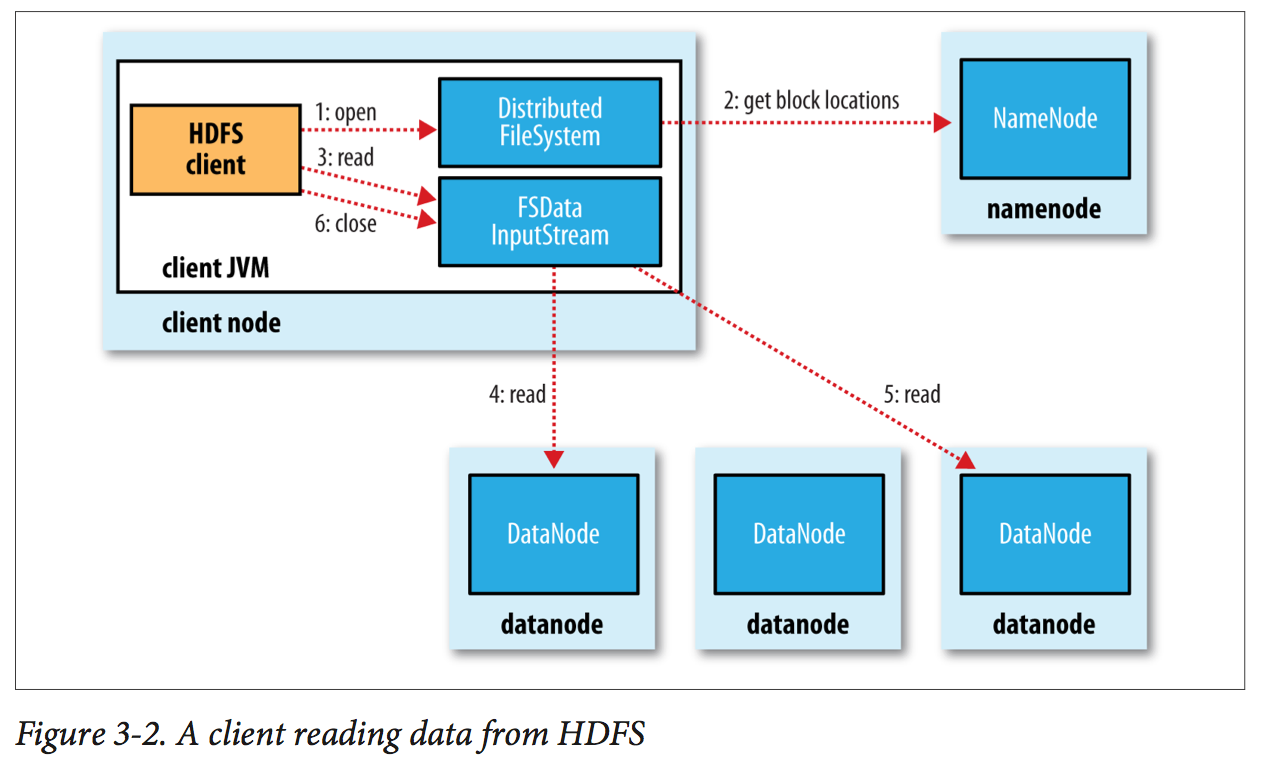 HDFS
client
1: open
3: read
6: close
Distributed
FileSystem
FSData
InputStream
client JVM
client node
2: get block locations
NameNode
namenode
4: read
5: read
DataNode
datanode
DataNode
datanode
DataNode
datanode
Figure 3-2. A client reading data from HDFS